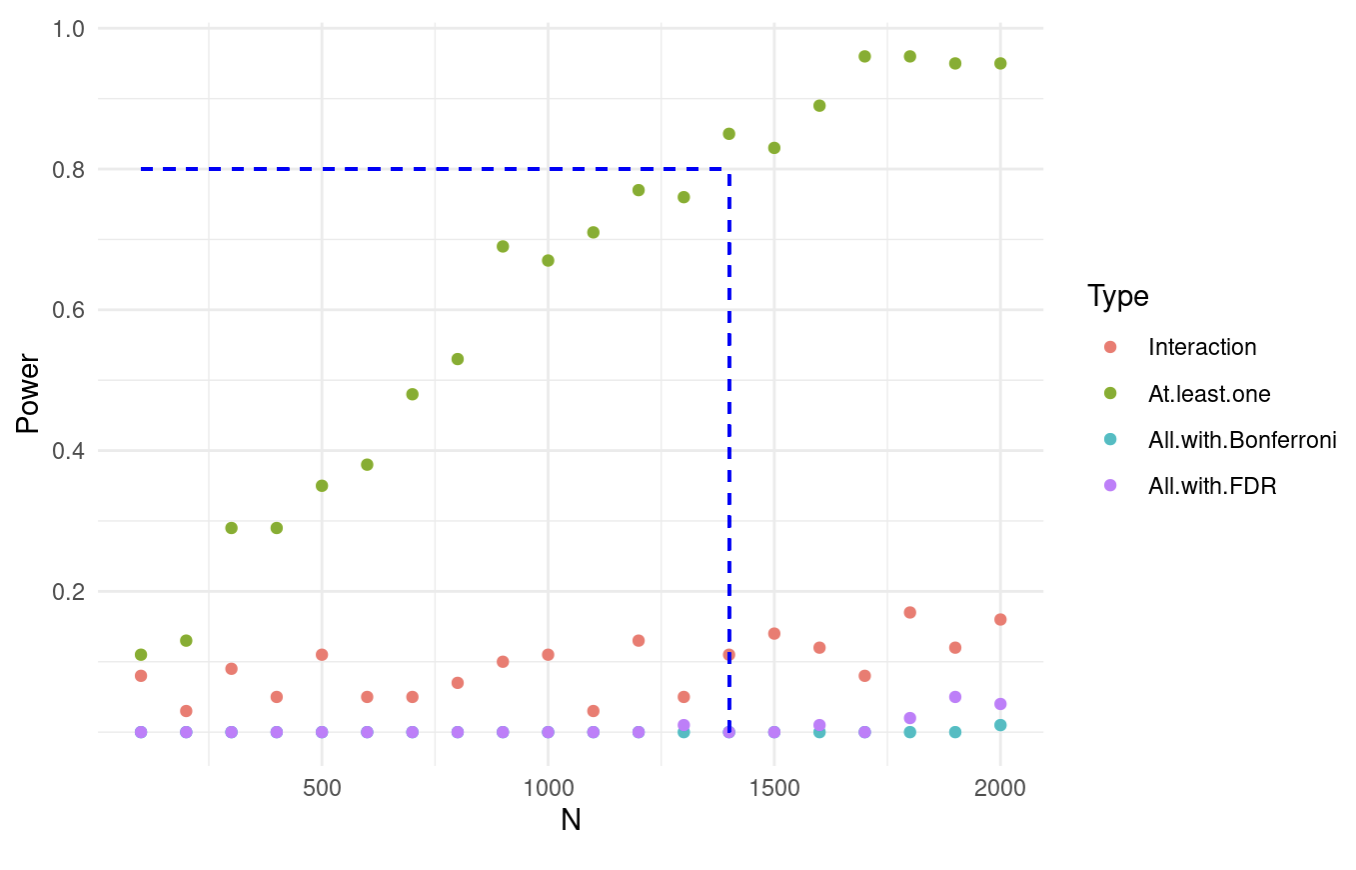 1.0
0.8
0.6
0.4
0.2
Power
500 1000 1500 2000
N
Type
Interaction
At.least.one
All.with.Bonferroni
All.with.FDR